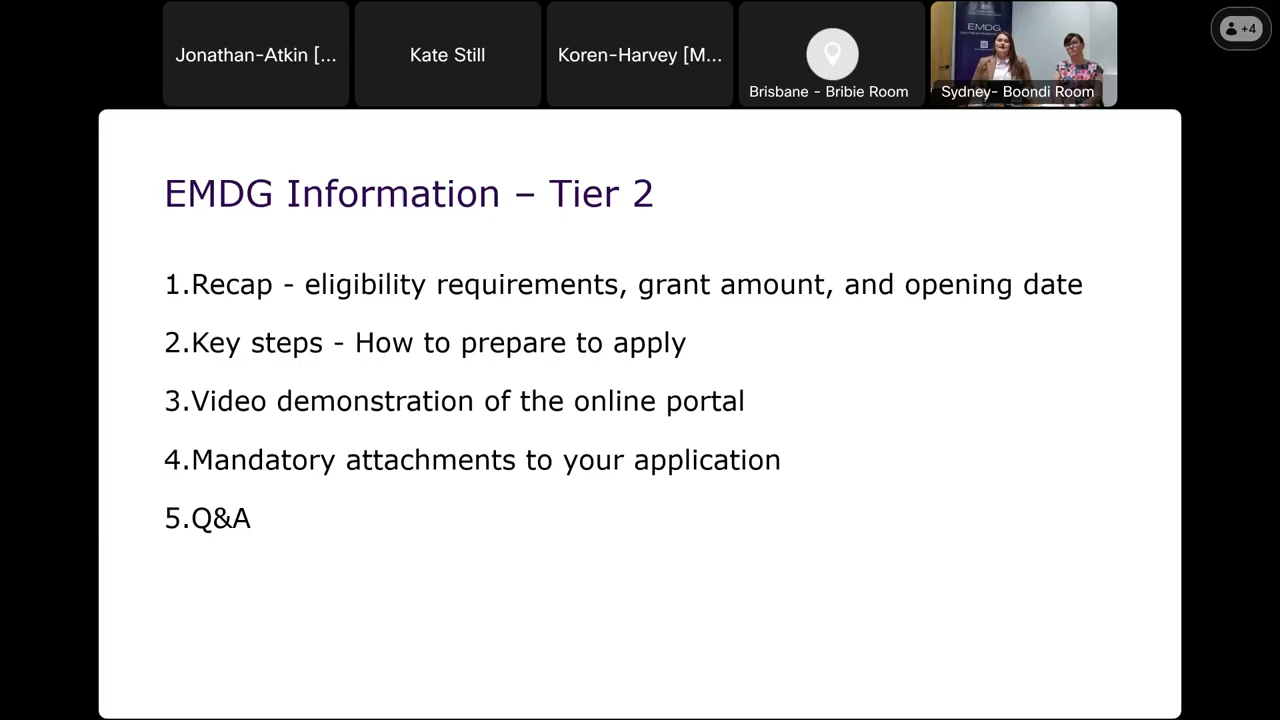 Jonathan-Atkin [...
Kate Still
Koren-Harvey [M...
Brisbane - Bribie Room
EMDG
Sydney- Boondi Room
+4
EMDG Information – Tier 2
1.Recap - eligibility requirements, grant amount, and opening date
2.Key steps - How to prepare to apply
3.Video demonstration of the online portal
4.Mandatory attachments to your application
5.Q&A